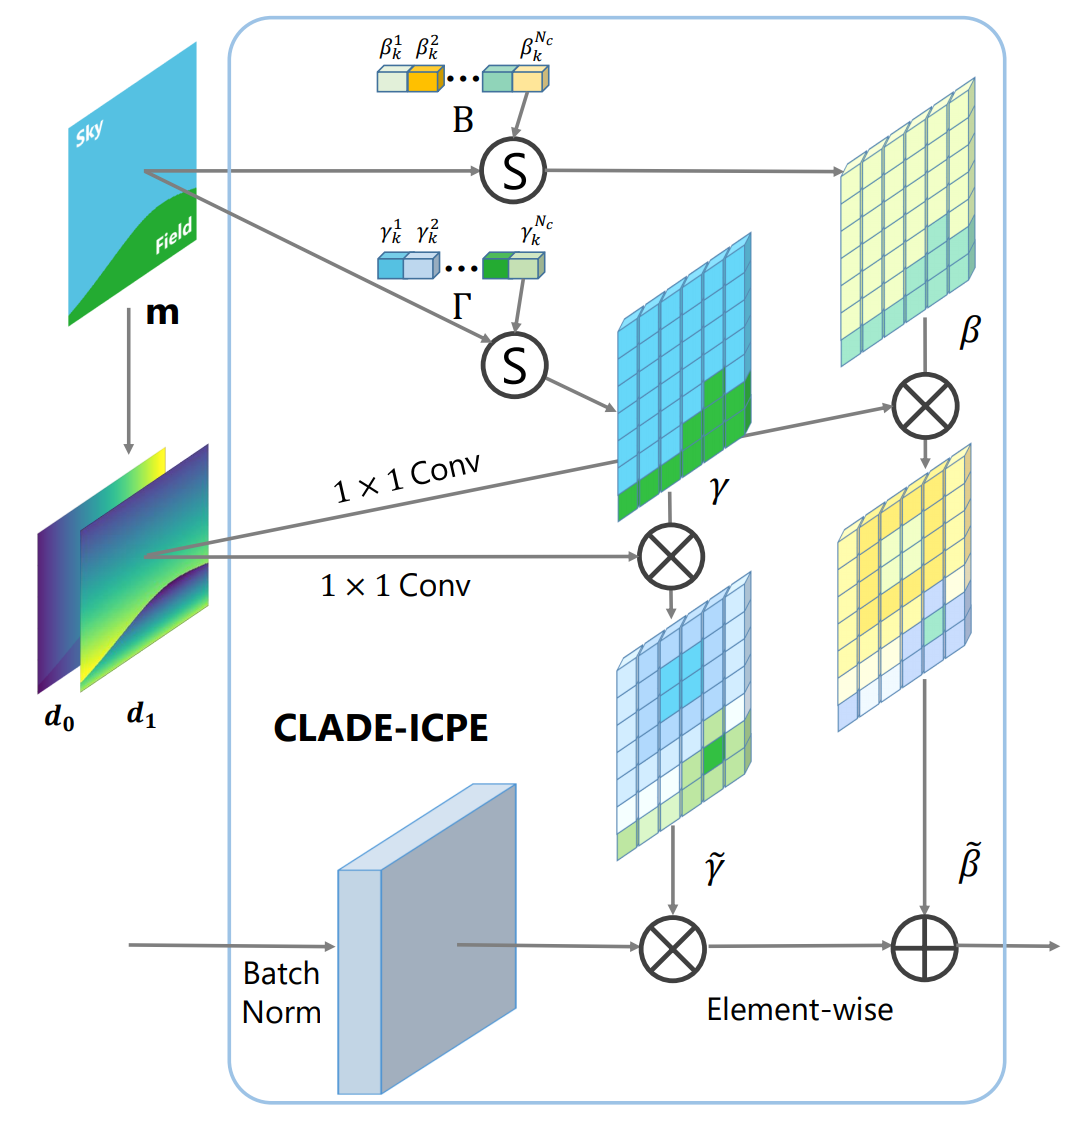 β_k^1 β_k^2 ... β_k^{N_c}
B
Sky
S
Field
γ_k^1 γ_k^2 ... γ_k^{N_c}
Γ
m
S
β
1 × 1 Conv
γ
1 × 1 Conv
d_0 d_1
CLADE-ICPE
γ̃
β̃
Batch
Norm
Element-wise